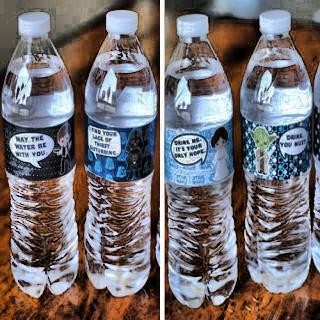 MAY THE
WATER BE
WITH YOU.
I FIND YOUR
LACK OF
THIRST
DISTURBING.
DRINK ME,
IT'S YOUR
ONLY HOPE.
DRINK,
YOU MUST.